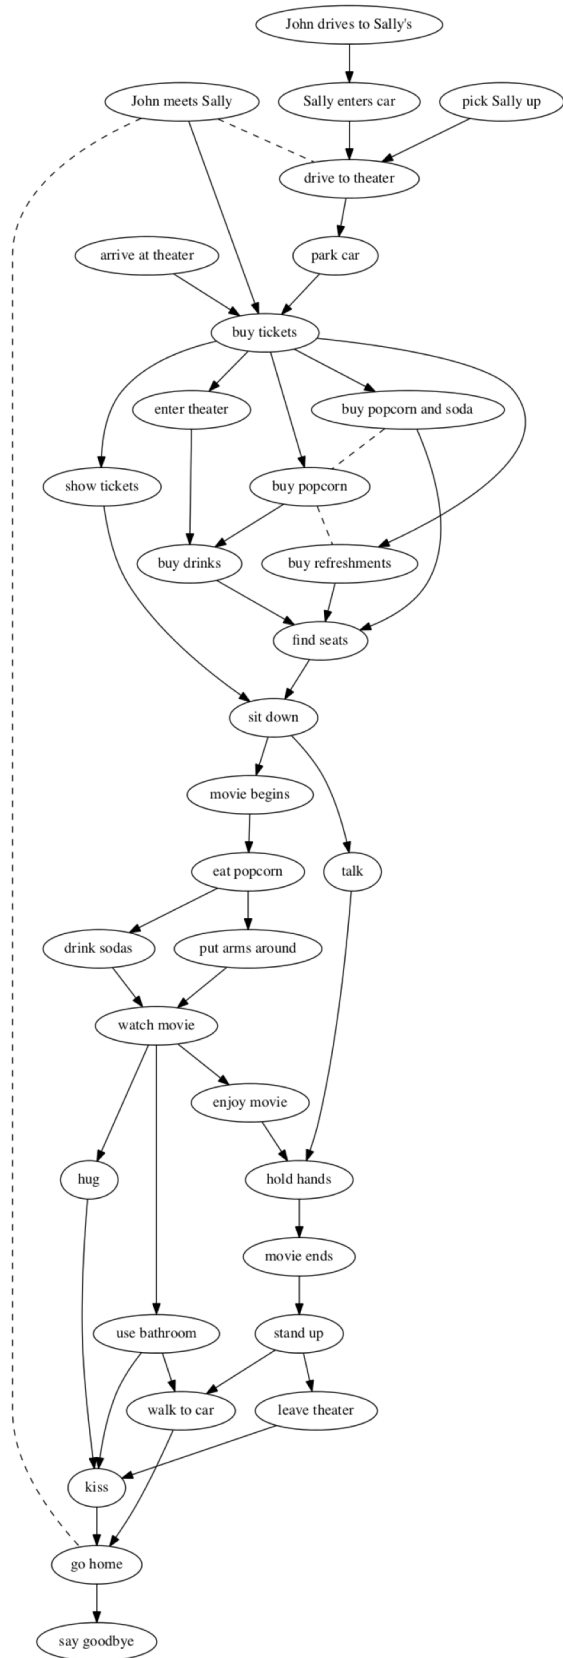 John drives to Sally's
John meets Sally
Sally enters car
pick Sally up
drive to theater
arrive at theater
park car
buy tickets
enter theater
buy popcorn and soda
show tickets
buy popcorn
buy drinks
buy refreshments
find seats
sit down
movie begins
eat popcorn
talk
drink sodas
put arms around
watch movie
enjoy movie
hug
hold hands
movie ends
use bathroom
stand up
walk to car
leave theater
kiss
go home
say goodbye